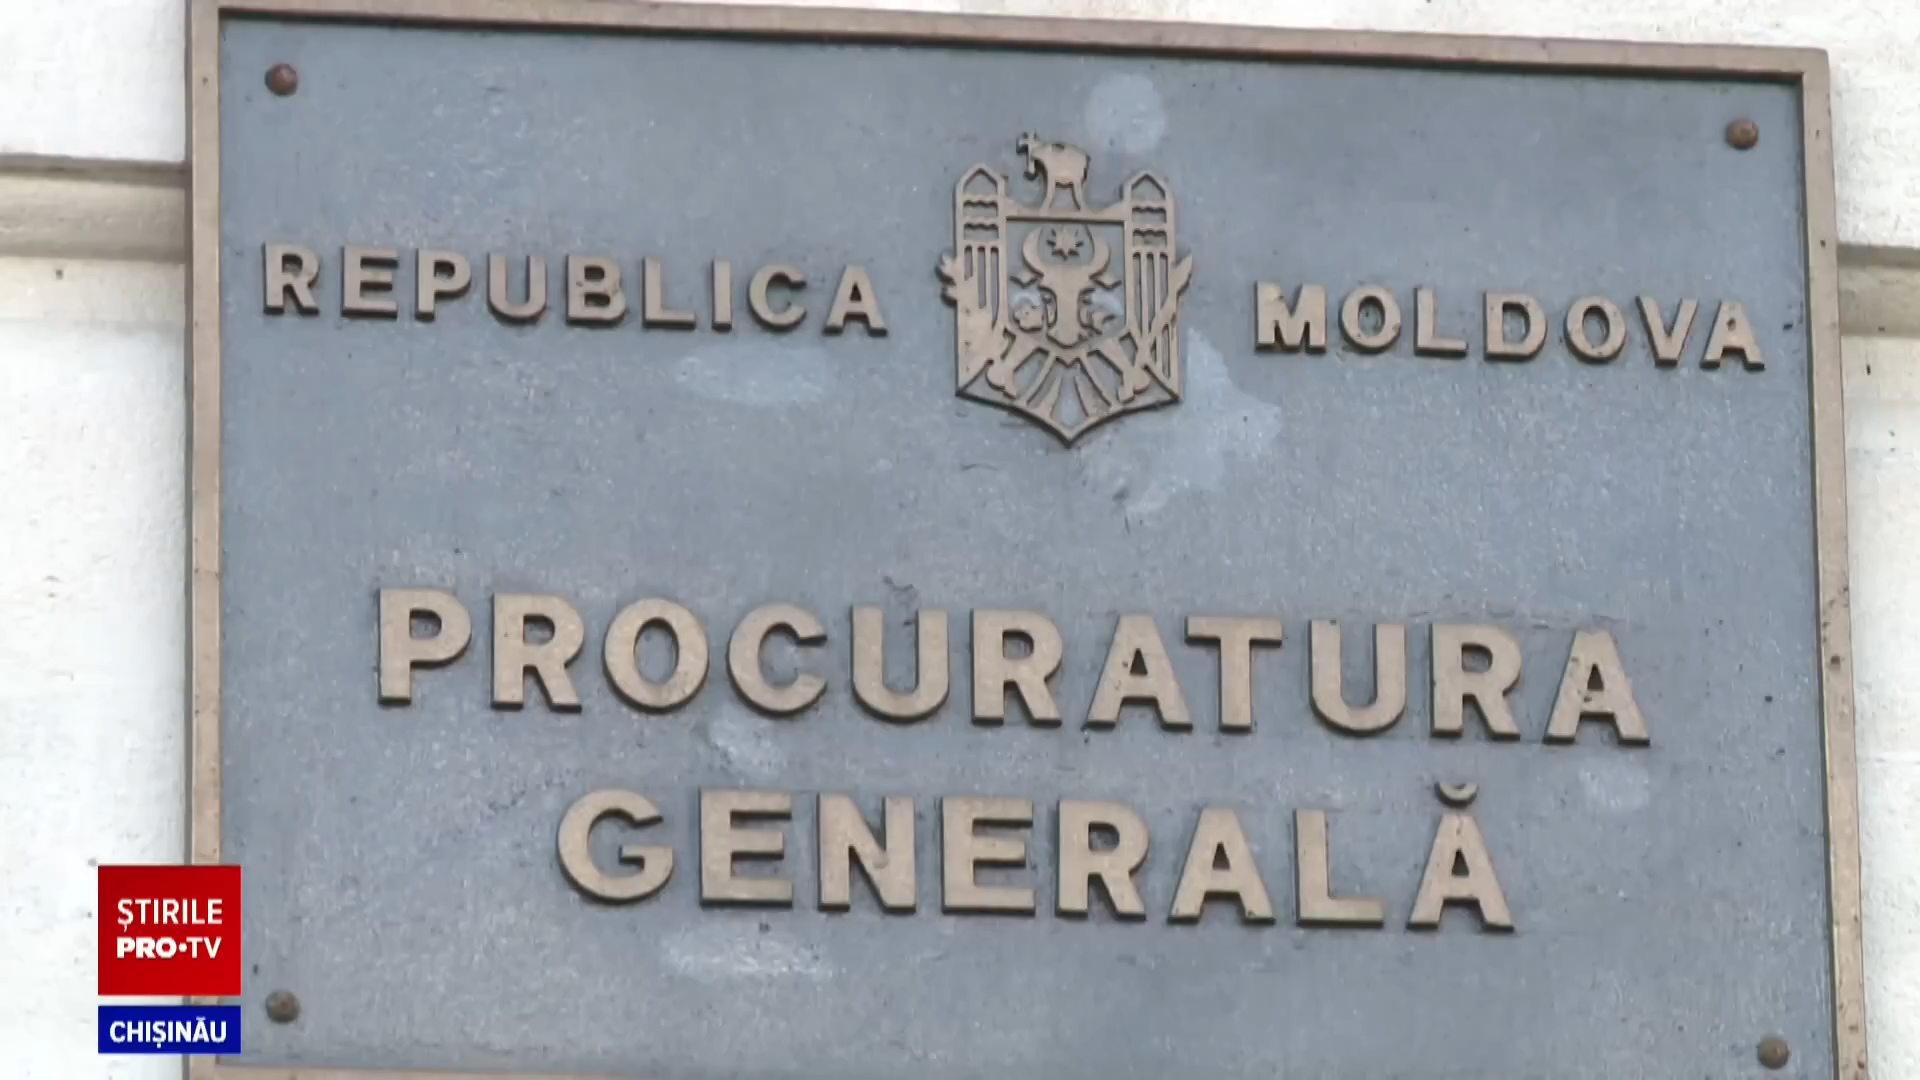 REPUBLICA MOLDOVA
PROCURATURA
GENERALĂ
ȘTIRILE
PRO•TV
CHIȘINĂU